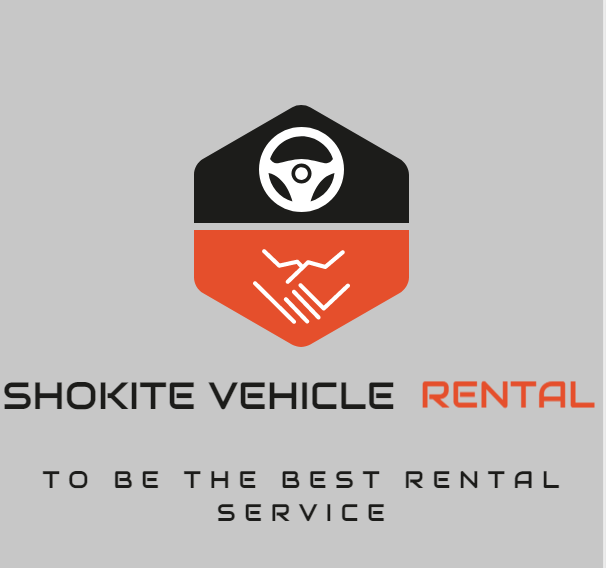 SHOKITE VEHICLE RENTAL
TO BE THE BEST RENTAL
SERVICE